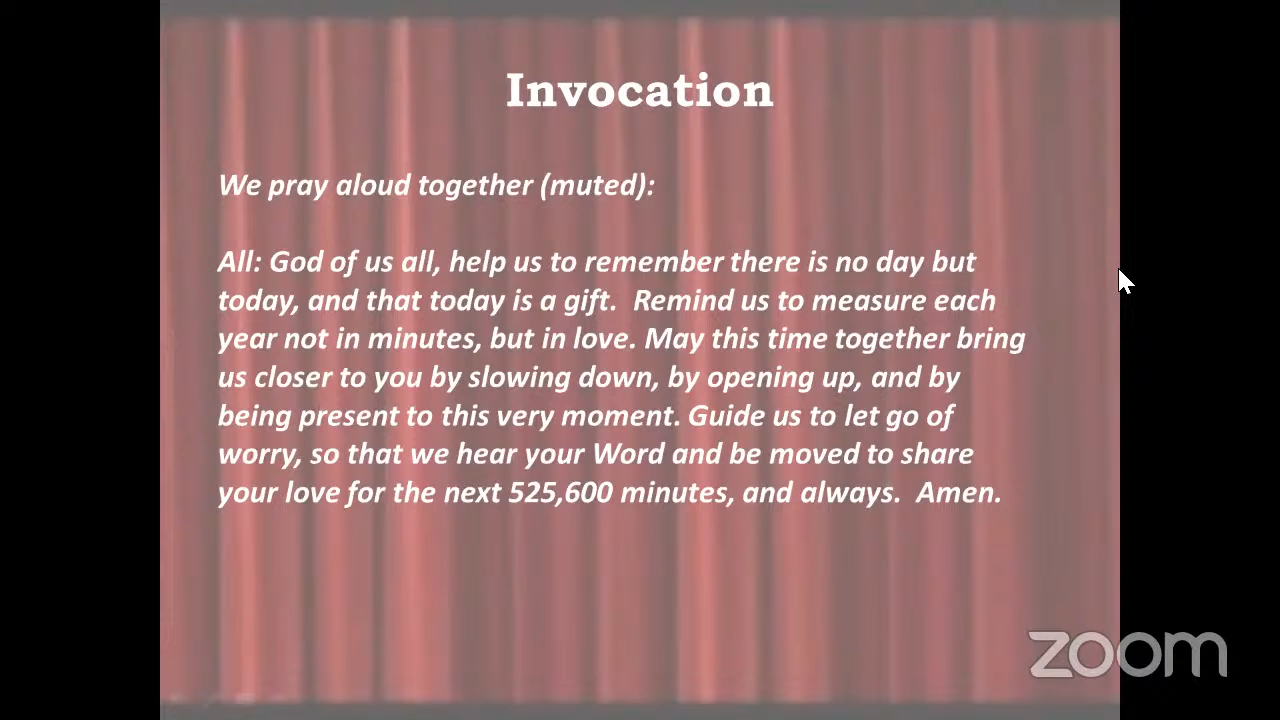 Invocation
We pray aloud together (muted):
All: God of us all, help us to remember there is no day but
today, and that today is a gift.  Remind us to measure each
year not in minutes, but in love. May this time together bring
us closer to you by slowing down, by opening up, and by
being present to this very moment. Guide us to let go of
worry, so that we hear your Word and be moved to share
your love for the next 525,600 minutes, and always.  Amen.
zoom